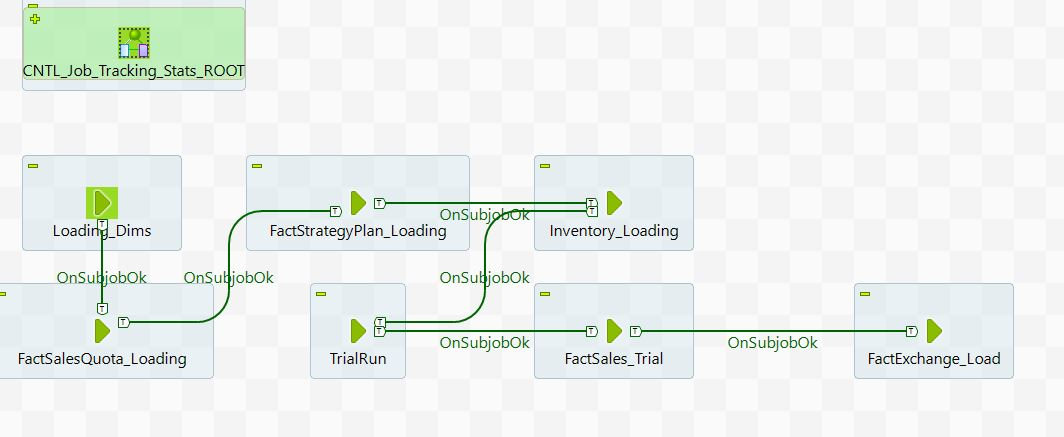 CNTL_Job_Tracking_Stats_ROOT
Loading_Dims
FactStrategyPlan_Loading
OnSubjobOk
Inventory_Loading
OnSubjobOk
OnSubjobOk
OnSubjobOk
FactSalesQuota_Loading
TrialRun
OnSubjobOk
FactSales_Trial
OnSubjobOk
FactExchange_Load